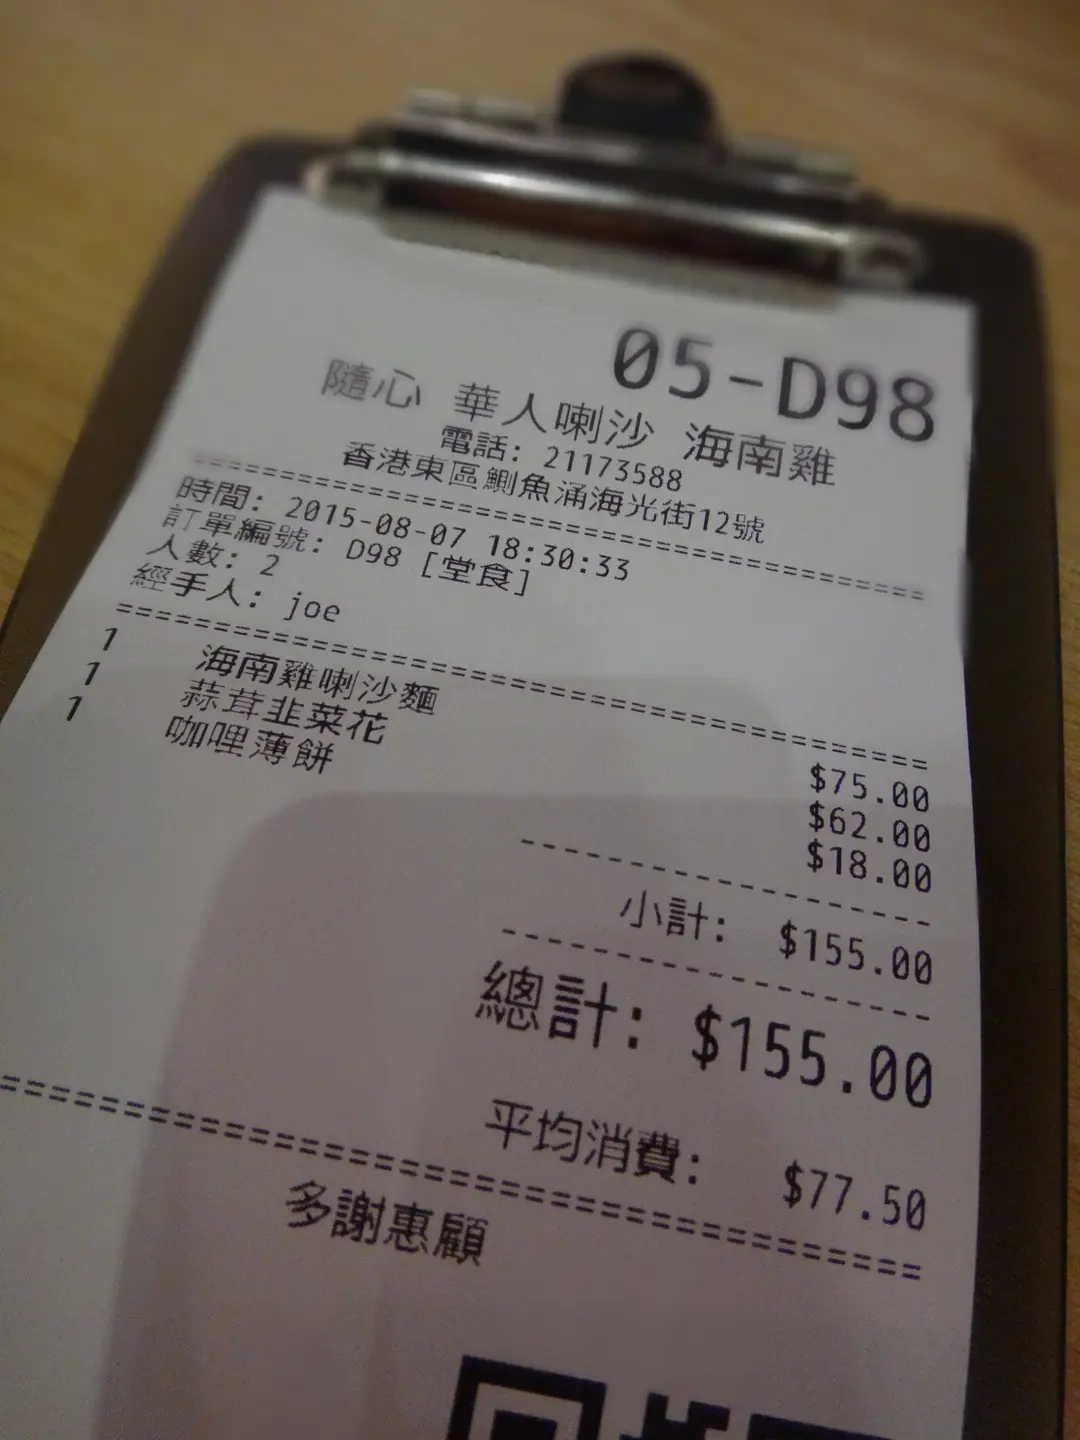 05-D98
隨心 華人喇沙 海南雞
電話: 21173588
香港東區鰂魚涌海光街12號
================================
時間: 2015-08-07 18:30:33
訂單編號: D98 [堂食]
人數: 2
經手人: joe
================================
1 海南雞喇沙麵 $75.00
1 蒜茸韭菜花 $62.00
1 咖哩薄餅 $18.00
--------------------
小計: $155.00
--------------------
總計: $155.00
平均消費: $77.50
================================
多謝惠顧